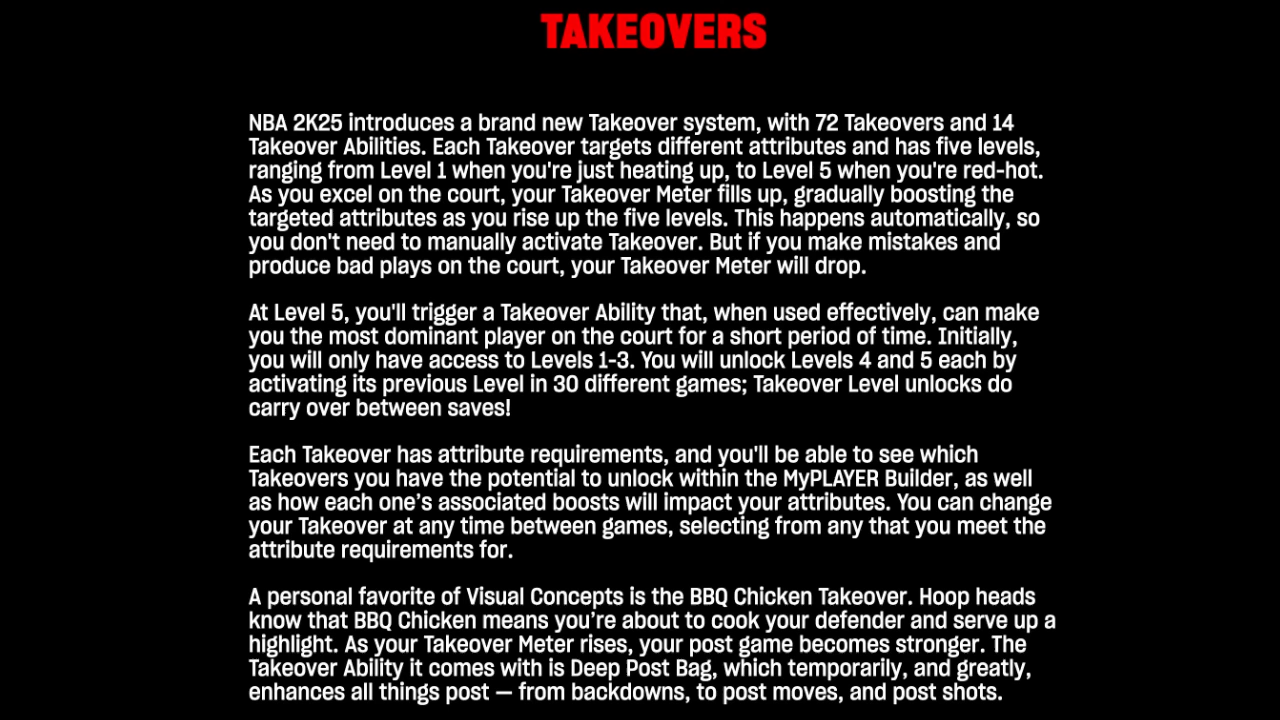 TAKEOVERS
NBA 2K25 introduces a brand new Takeover system, with 72 Takeovers and 14
Takeover Abilities. Each Takeover targets different attributes and has five levels,
ranging from Level 1 when you're just heating up, to Level 5 when you're red-hot.
As you excel on the court, your Takeover Meter fills up, gradually boosting the
targeted attributes as you rise up the five levels. This happens automatically, so
you don't need to manually activate Takeover. But if you make mistakes and
produce bad plays on the court, your Takeover Meter will drop.
At Level 5, you'll trigger a Takeover Ability that, when used effectively, can make
you the most dominant player on the court for a short period of time. Initially,
you will only have access to Levels 1-3. You will unlock Levels 4 and 5 each by
activating its previous Level in 30 different games; Takeover Level unlocks do
carry over between saves!
Each Takeover has attribute requirements, and you'll be able to see which
Takeovers you have the potential to unlock within the MyPLAYER Builder, as well
as how each one’s associated boosts will impact your attributes. You can change
your Takeover at any time between games, selecting from any that you meet the
attribute requirements for.
A personal favorite of Visual Concepts is the BBQ Chicken Takeover. Hoop heads
know that BBQ Chicken means you’re about to cook your defender and serve up a
highlight. As your Takeover Meter rises, your post game becomes stronger. The
Takeover Ability it comes with is Deep Post Bag, which temporarily, and greatly,
enhances all things post — from backdowns, to post moves, and post shots.